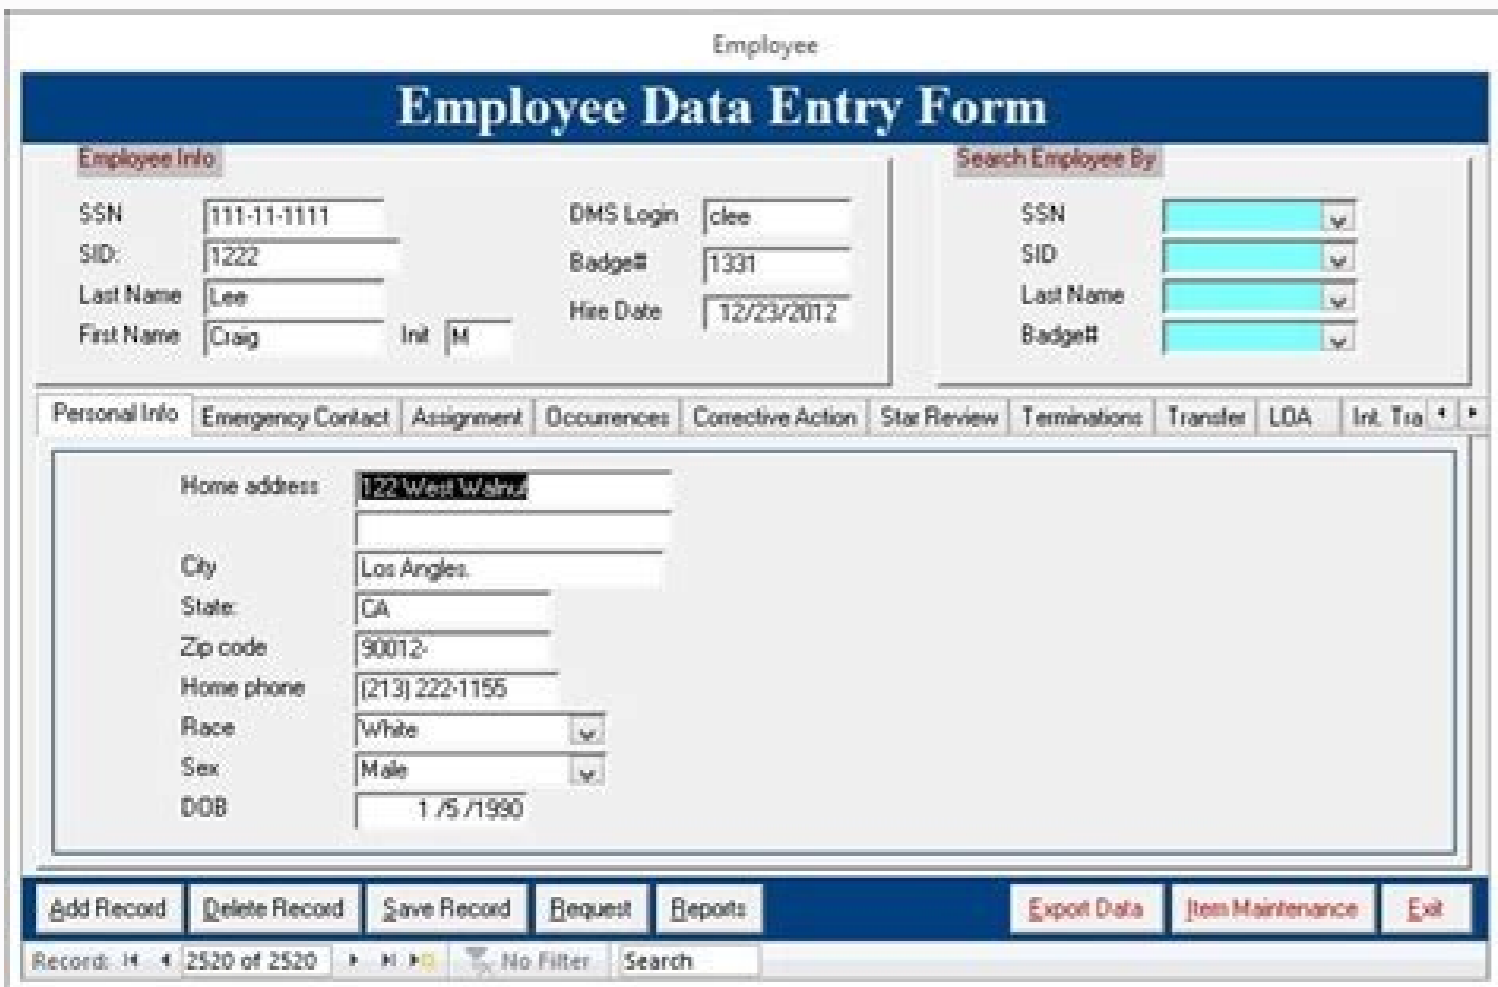 Employee
Employee Data Entry Form
Employee Info
SSN 111-11-1111 DMS Login clee
SID: 1222 Badge# 1331
Last Name Lee Hire Date 12/23/2012
First Name Craig Init M
Search Employee By
SSN
SID
Last Name
Badge#
Personal Info Emergency Contact Assignment Occurrences Corrective Action Star Review Terminations Transfer LOA Int. Tra
Home address 122 West Walnut
City Los Angles.
State: CA
Zip code 90012-
Home phone (213) 222-1155
Race White
Sex Male
DOB 1 /5 /1990
Add Record Delete Record Save Record Request Reports Export Data Item Maintenance Exit
Record: 2520 of 2520 No Filter Search